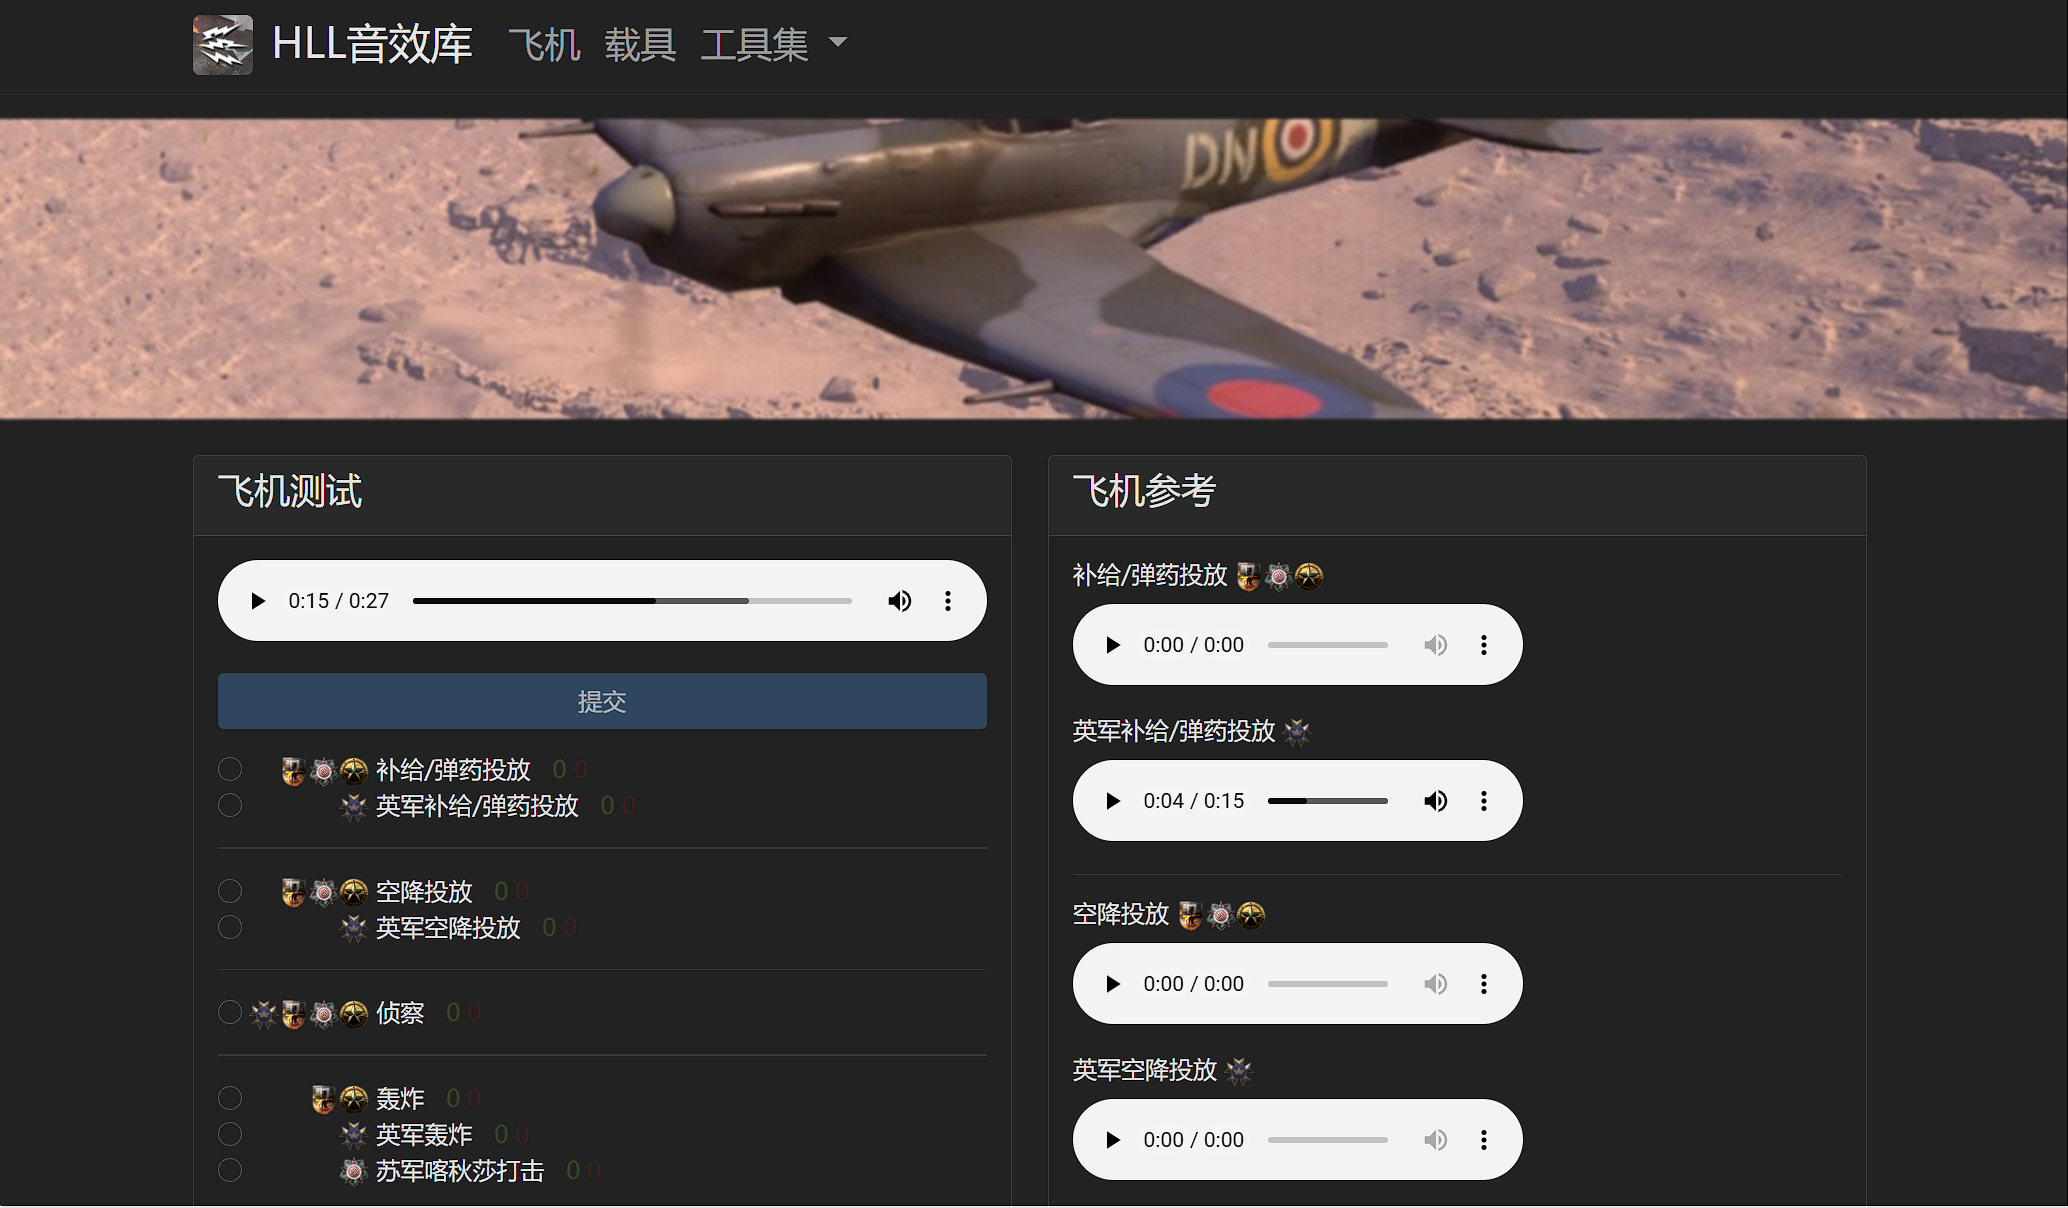 HLL音效库 飞机 载具 工具集
DN
飞机测试
0:15 / 0:27
提交
补给/弹药投放 0 0
英军补给/弹药投放 0 0
空降投放 0 0
英军空降投放 0 0
侦察 0 0
轰炸 0 0
英军轰炸 0 0
苏军喀秋莎打击 0 0
飞机参考
补给/弹药投放
0:00 / 0:00
英军补给/弹药投放
0:04 / 0:15
空降投放
0:00 / 0:00
英军空降投放
0:00 / 0:00